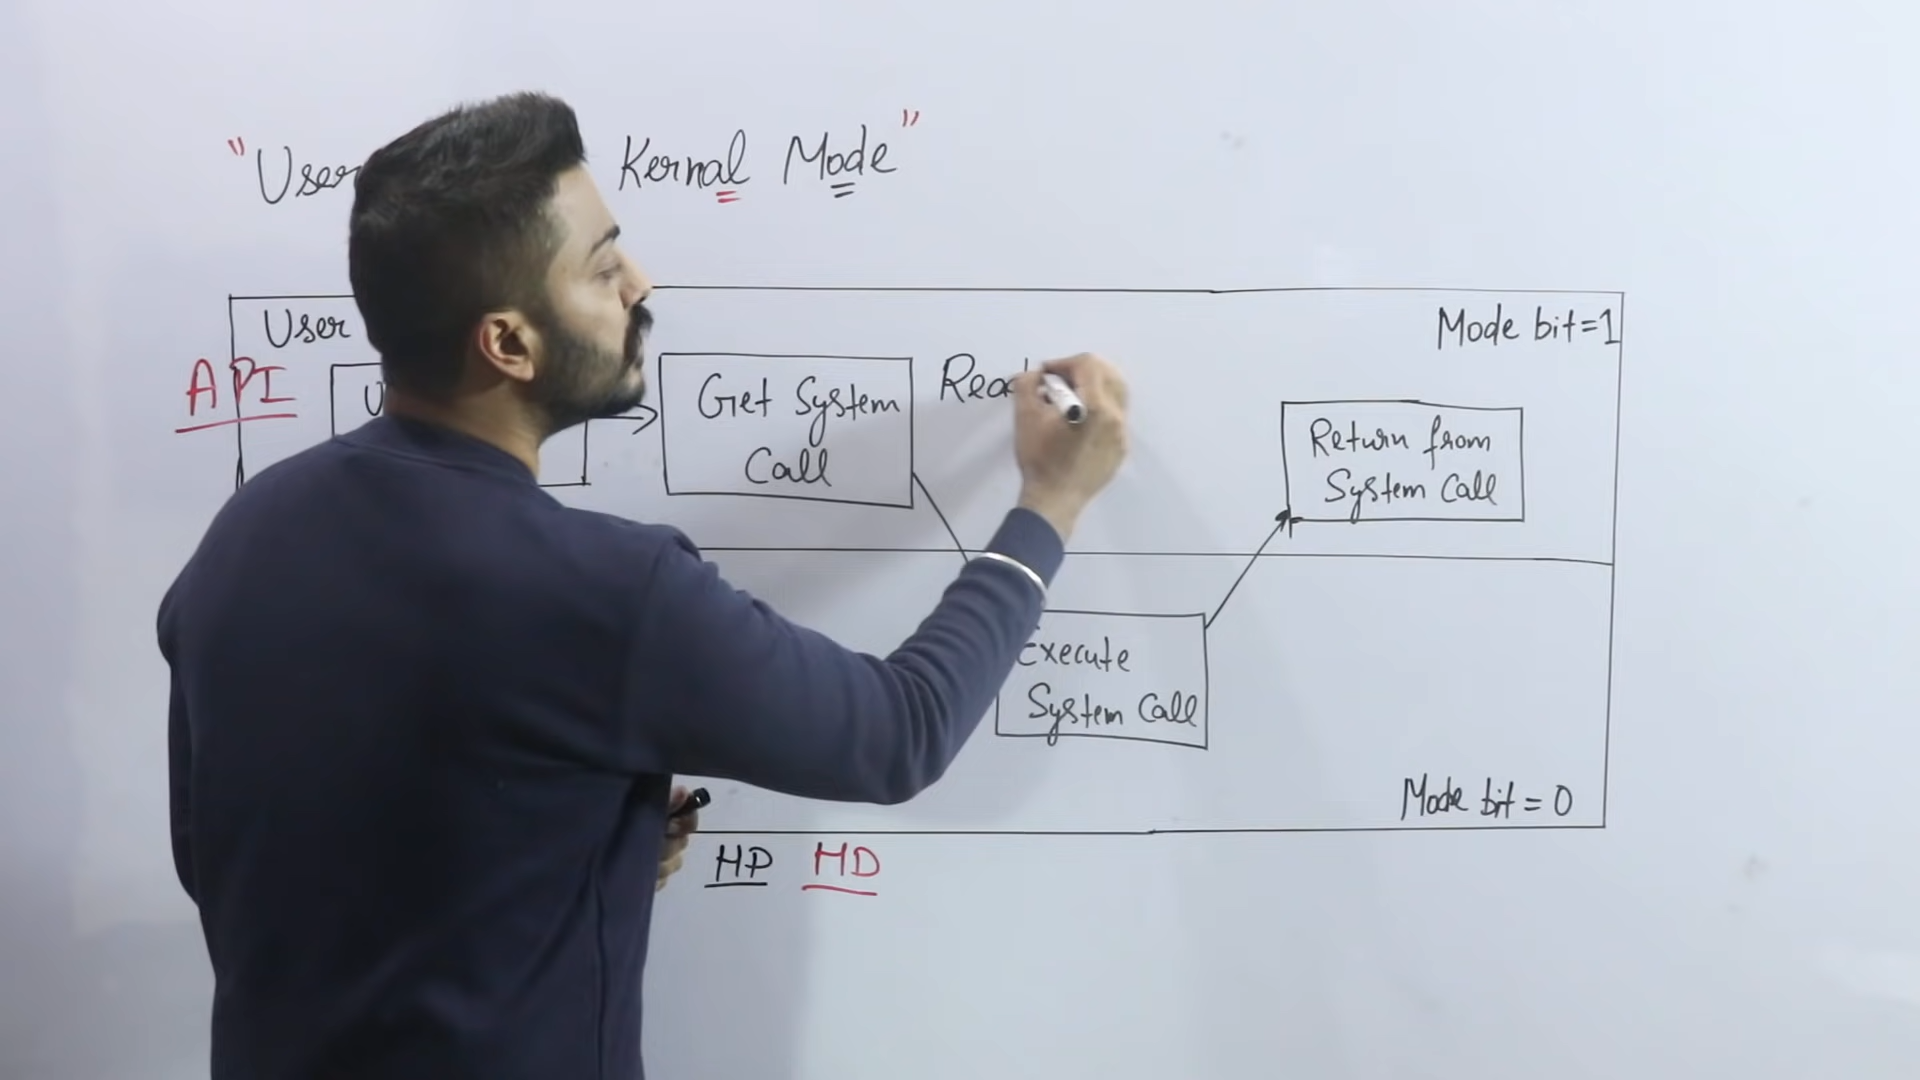 "User Kernal Mode"
User
Mode bit=1
API
U
Get System
Call
Read
Return from
System Call
Execute
System Call
Mode bit = 0
HP HD